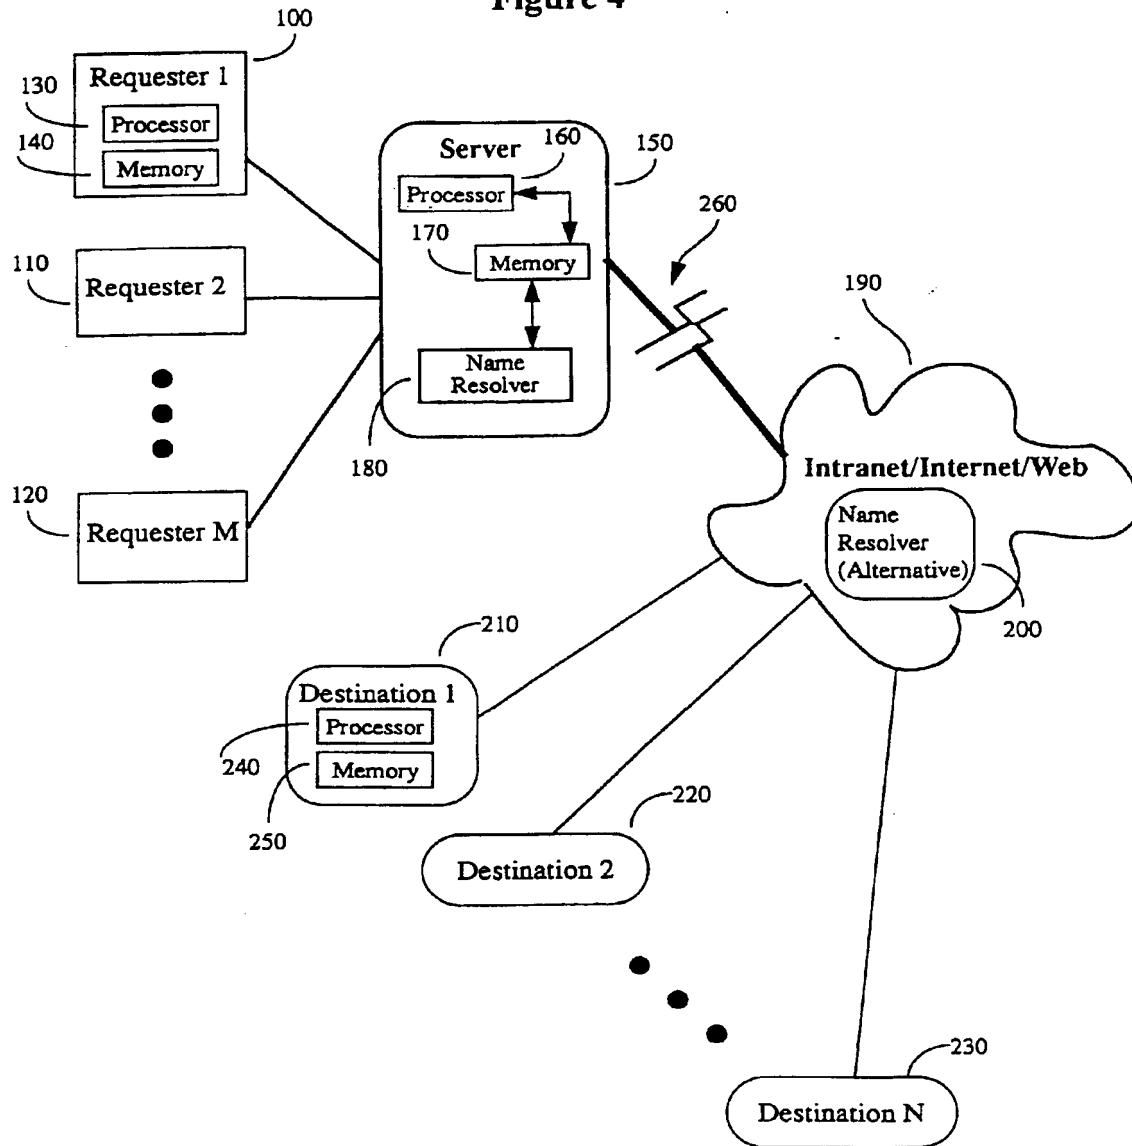 Figure 4
100
Requester 1
130
Processor
140
Memory
Server
160
150
Processor
260
170
Memory
110
Requester 2
190
Name
Resolver
180
Intranet/Internet/Web
120
Requester M
Name
Resolver
(Alternative)
200
210
Destination 1
Processor
240
Memory
250
220
Destination 2
230
Destination N